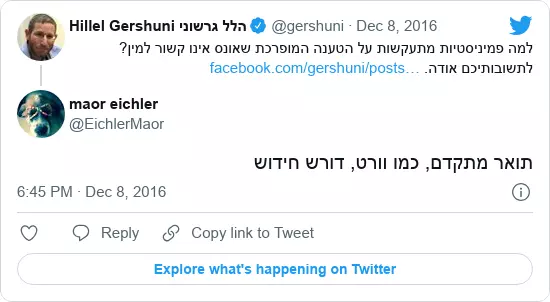 Hillel Gershuni הלל גרשוני @gershuni · Dec 8, 2016
למה פמיניסטיות מתעקשות על הטענה המופרכת שאונס אינו קשור למין?
לתשובותיכם אודה. facebook.com/gershuni/posts…
maor eichler
@EichlerMaor
תואר מתקדם, כמו וורט, דורש חידוש
6:45 PM · Dec 8, 2016
Reply
Copy link to Tweet
Explore what's happening on Twitter